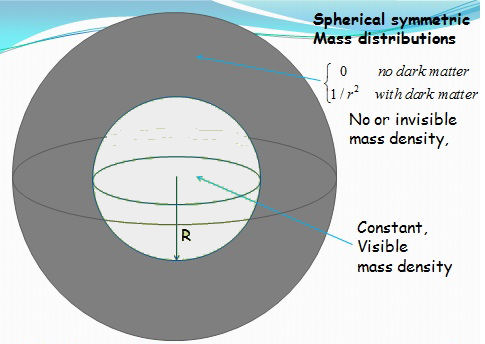 Spherical symmetric
Mass distributions
0 no dark matter
1/r² with dark matter
No or invisible
mass density,
R
Constant,
Visible
mass density